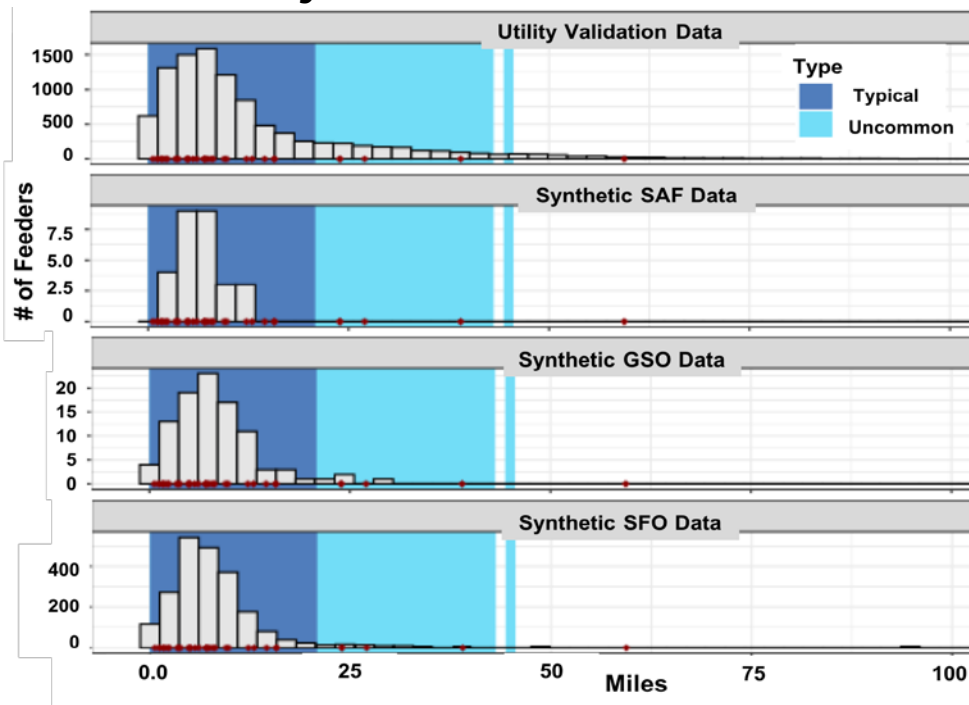 Utility Validation Data
1500
1000
500
0
Type
Typical
Uncommon
Synthetic SAF Data
7.5
5.0
2.5
0
# of Feeders
Synthetic GSO Data
20
15
10
5
0
Synthetic SFO Data
400
200
0
0.0 25 50 75 100
Miles